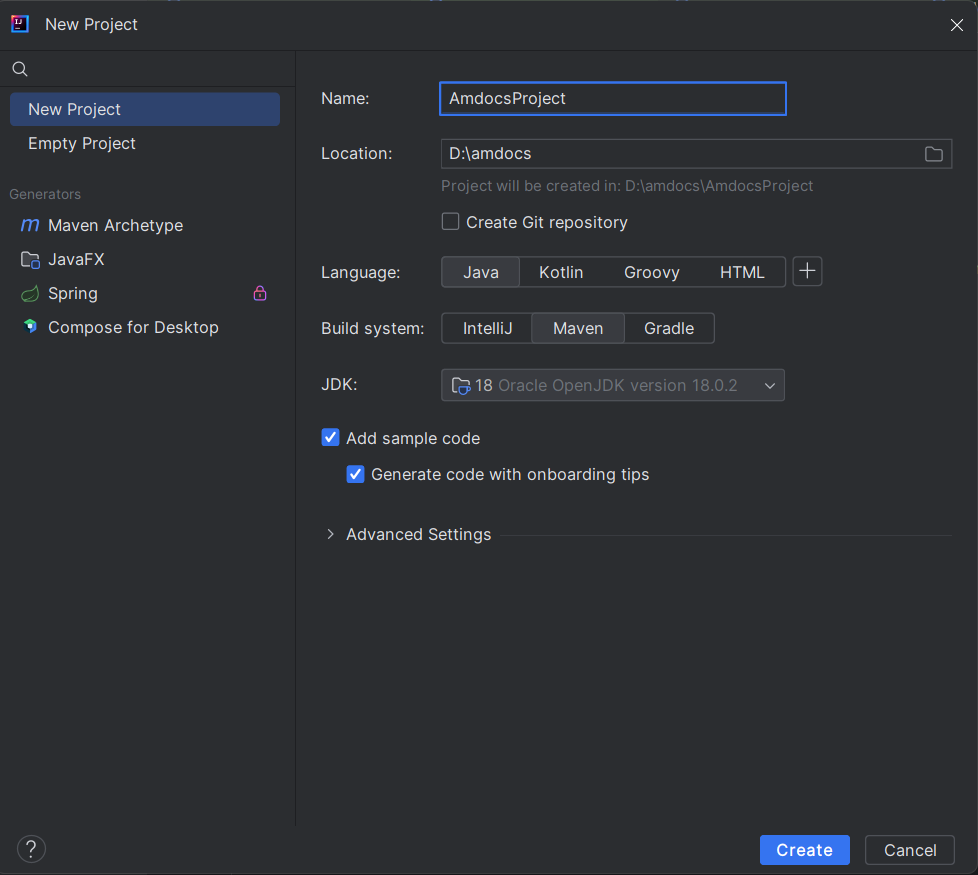 New Project
New Project
Empty Project
Generators
Maven Archetype
JavaFX
Spring
Compose for Desktop
Name: AmdocsProject
Location: D:\amdocs
Project will be created in: D:\amdocs\AmdocsProject
Create Git repository
Language: Java Kotlin Groovy HTML +
Build system: IntelliJ Maven Gradle
JDK: 18 Oracle OpenJDK version 18.0.2
Add sample code
Generate code with onboarding tips
Advanced Settings
? Create Cancel